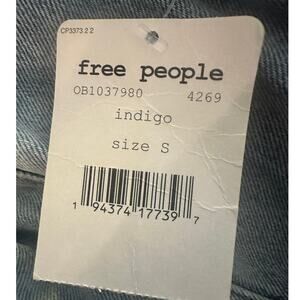 CP3373 2 2
free people
OB1037980 4269
indigo
size S
1 94374 17739 7